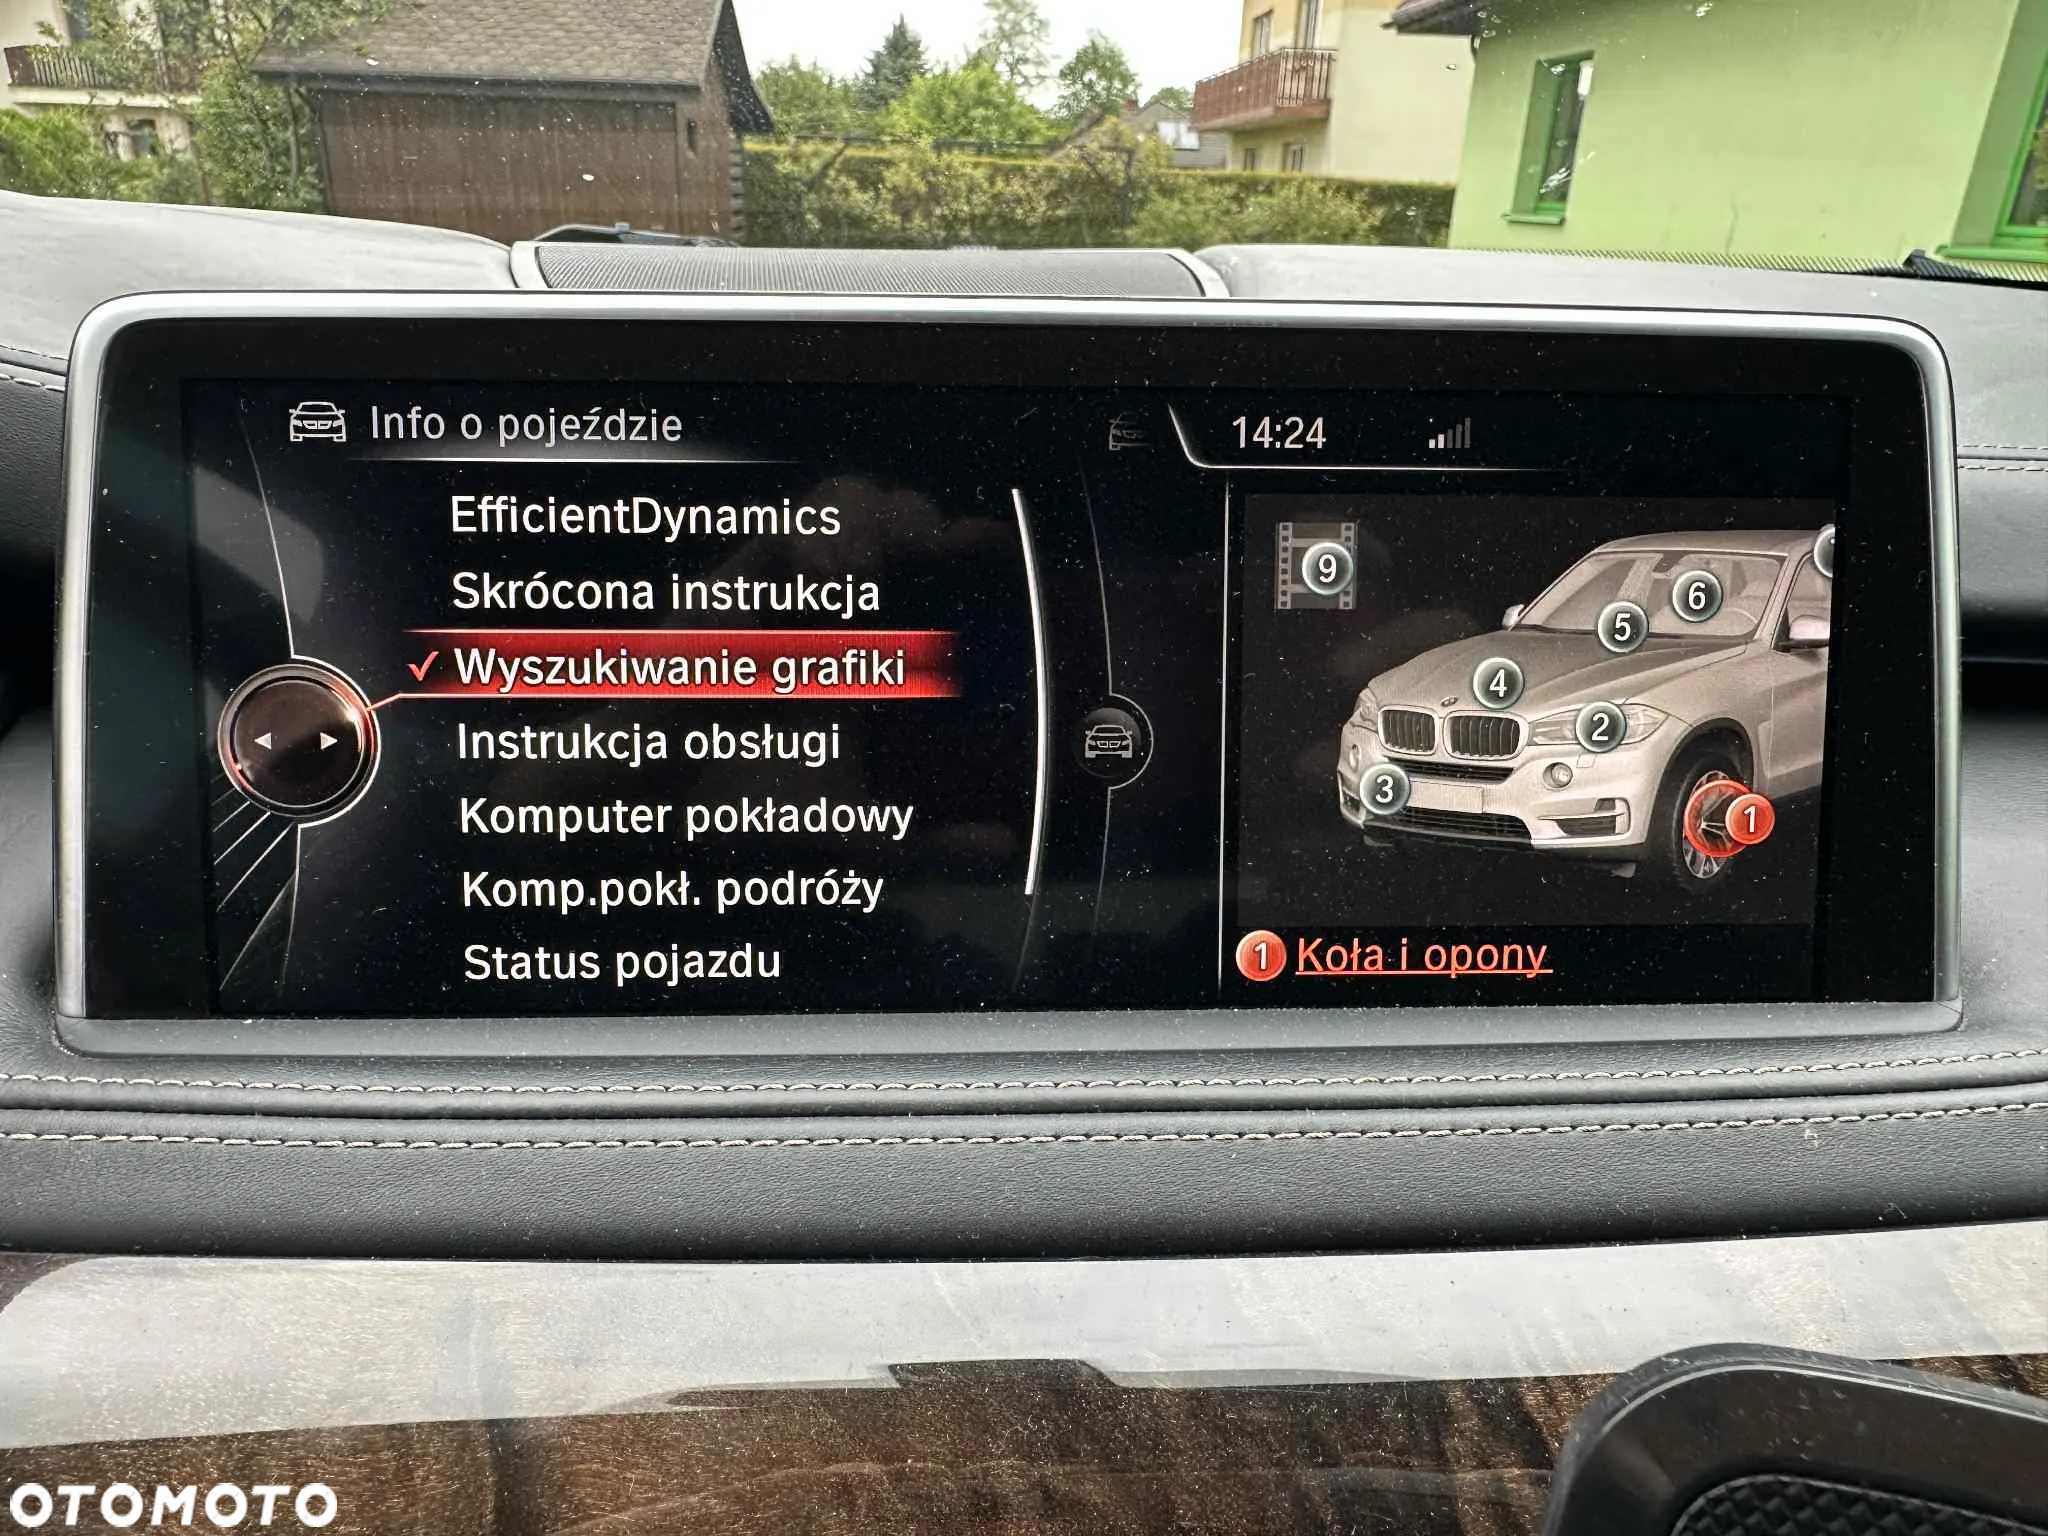 Info o pojeździe
14:24
EfficientDynamics
Skrócona instrukcja
Wyszukiwanie grafiki
Instrukcja obsługi
Komputer pokładowy
Komp.pokł. podróży
Status pojazdu
9
6
5
4
2
3
1
1 Koła i opony
OTOMOTO